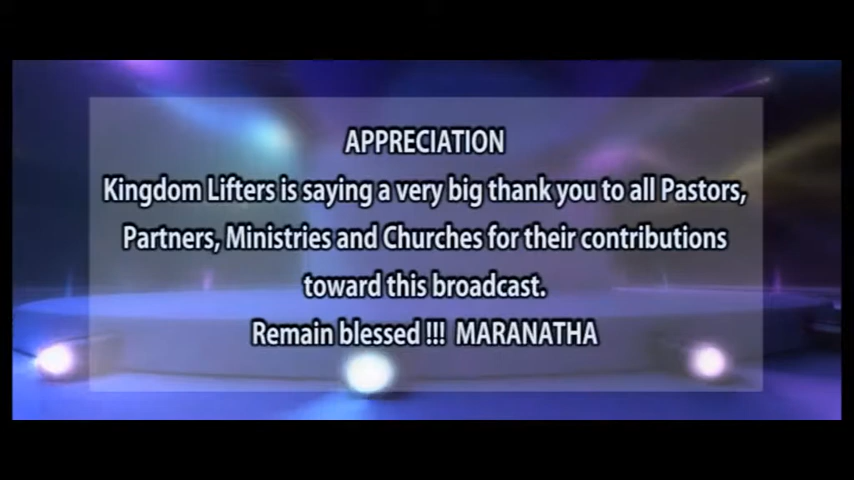 APPRECIATION
Kingdom Lifters is saying a very big thank you to all Pastors,
Partners, Ministries and Churches for their contributions
toward this broadcast.
Remain blessed !!! MARANATHA